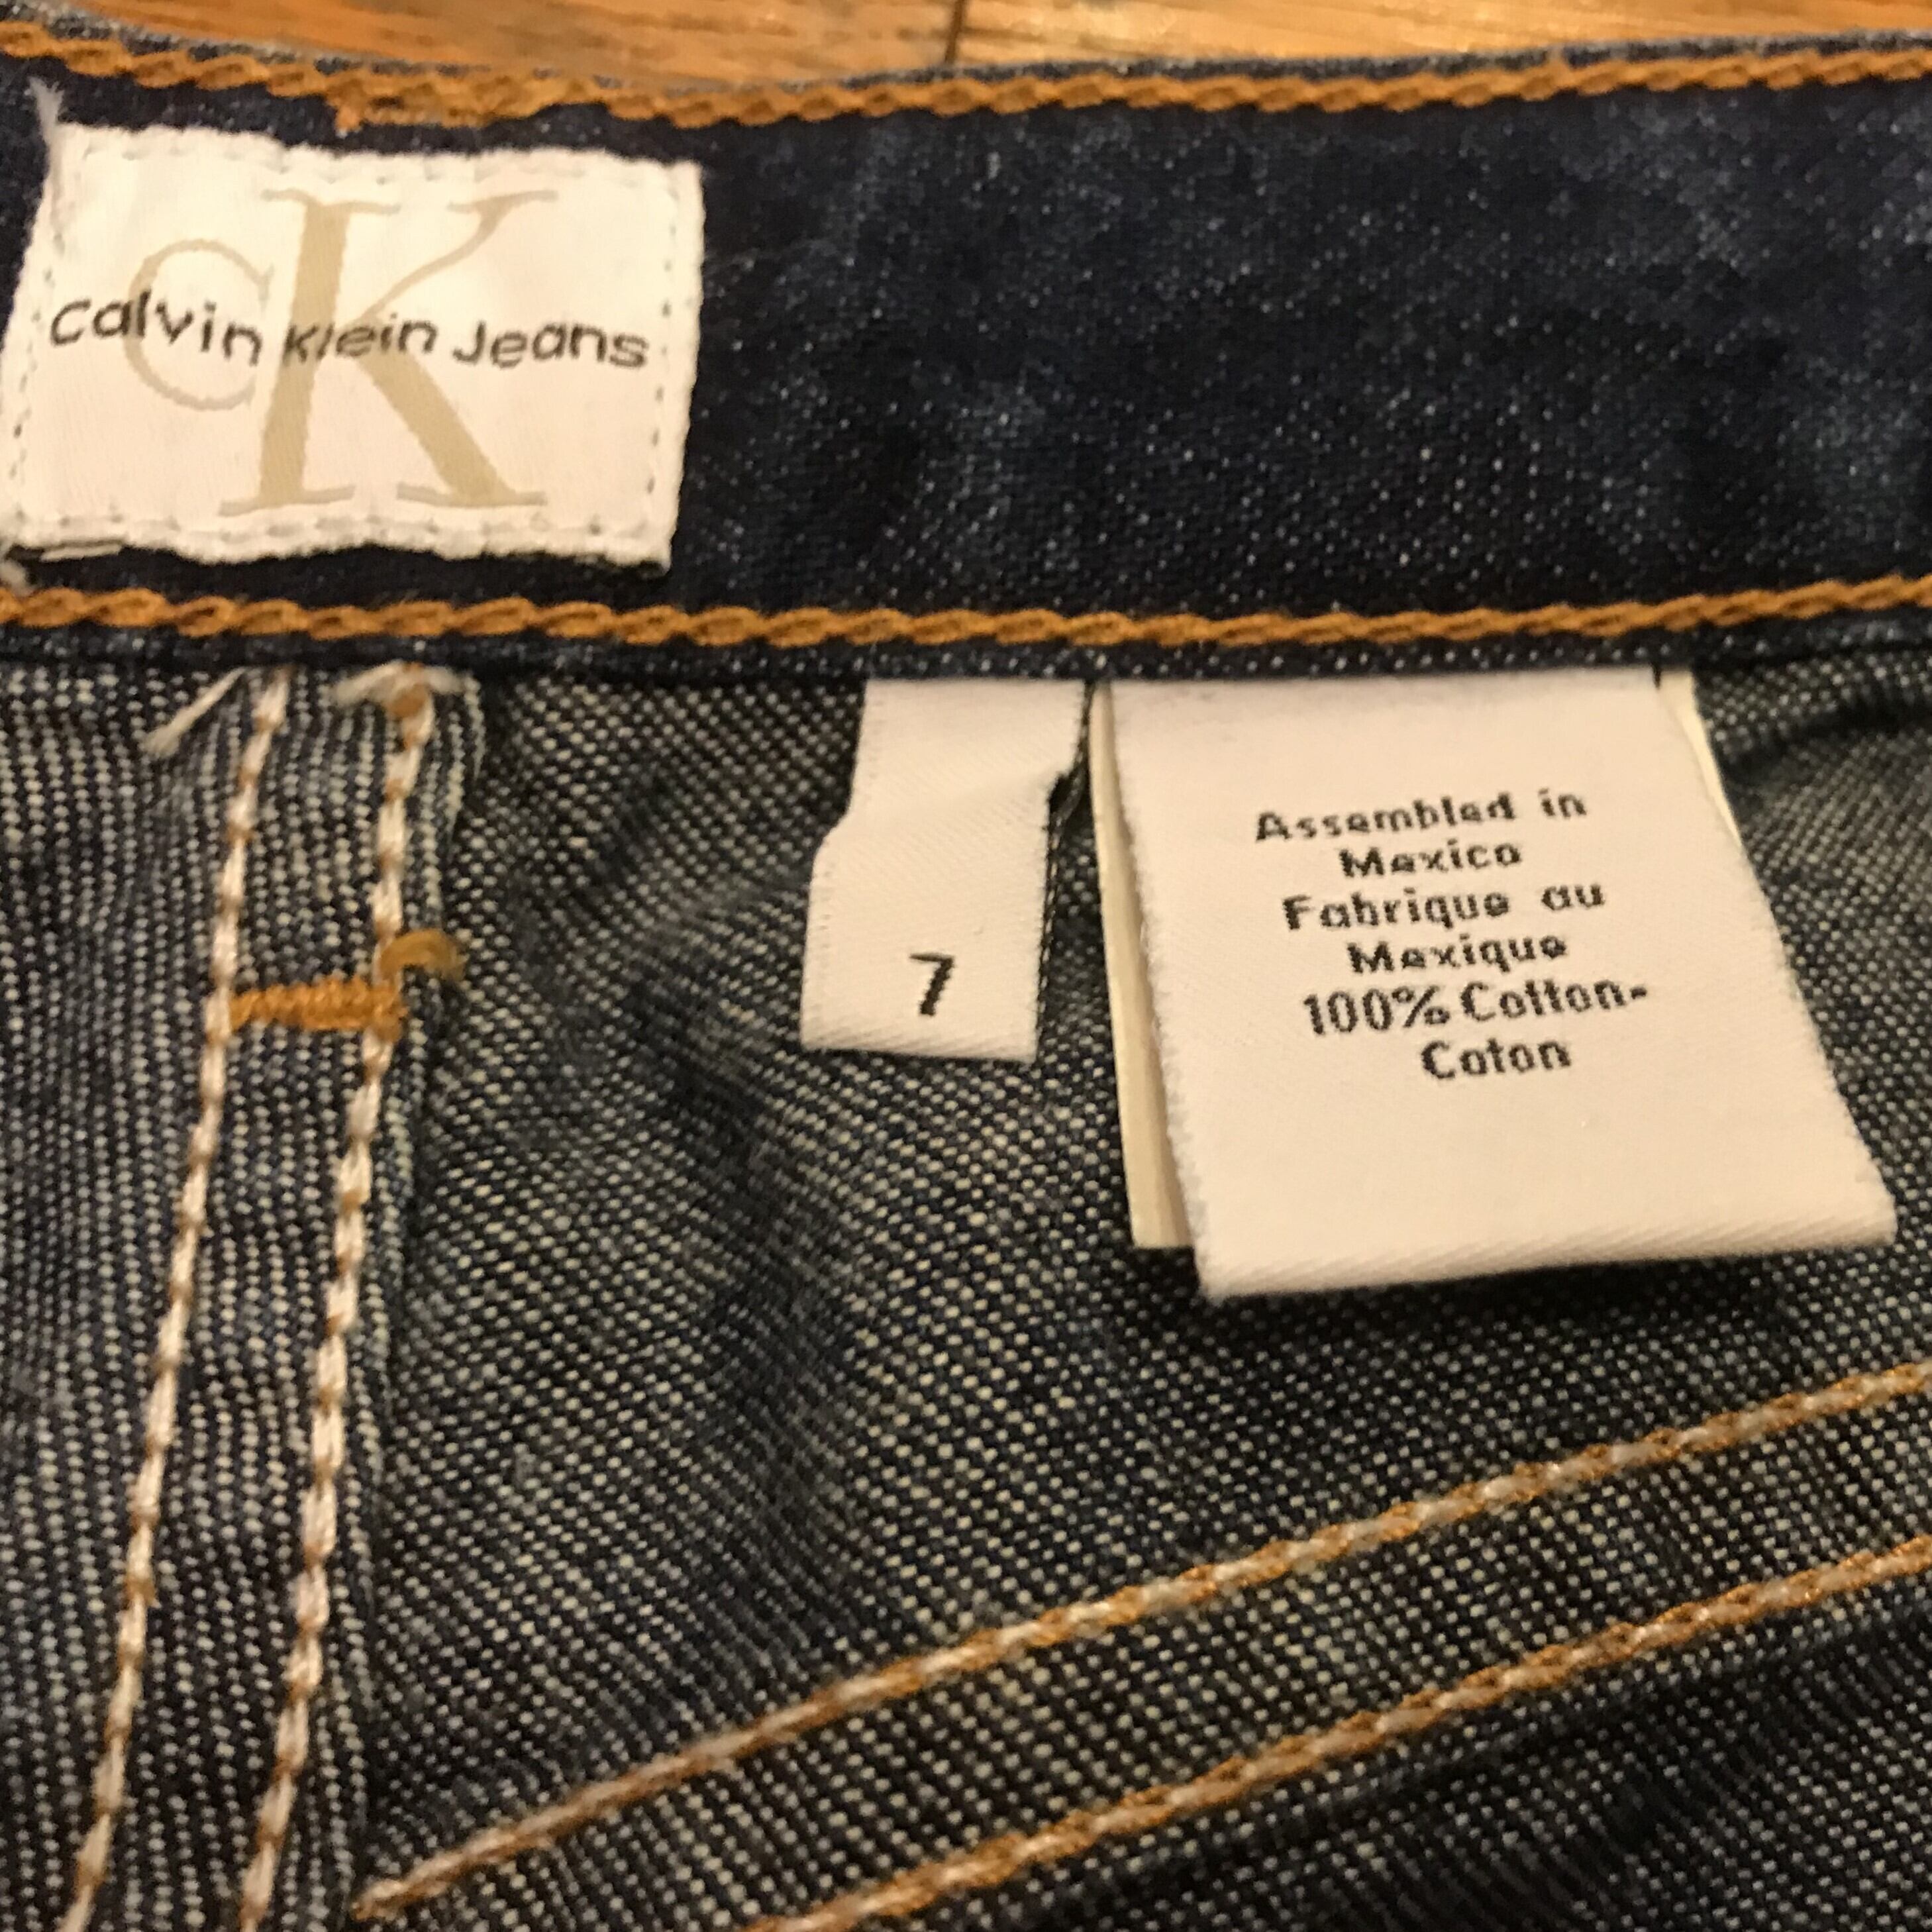 CK
Calvin Klein Jeans
7
Assembled in
Mexico
Fabrique au
Mexique
100% Cotton-
Coton